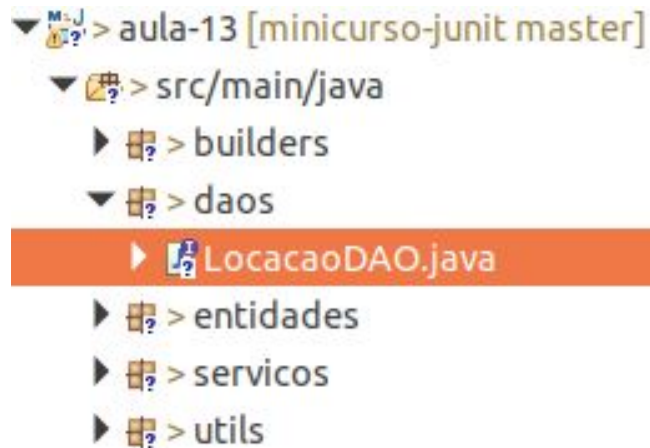 > aula-13 [minicurso-junit master]
> src/main/java
> builders
> daos
LocacaoDAO.java
> entidades
> servicos
> utils